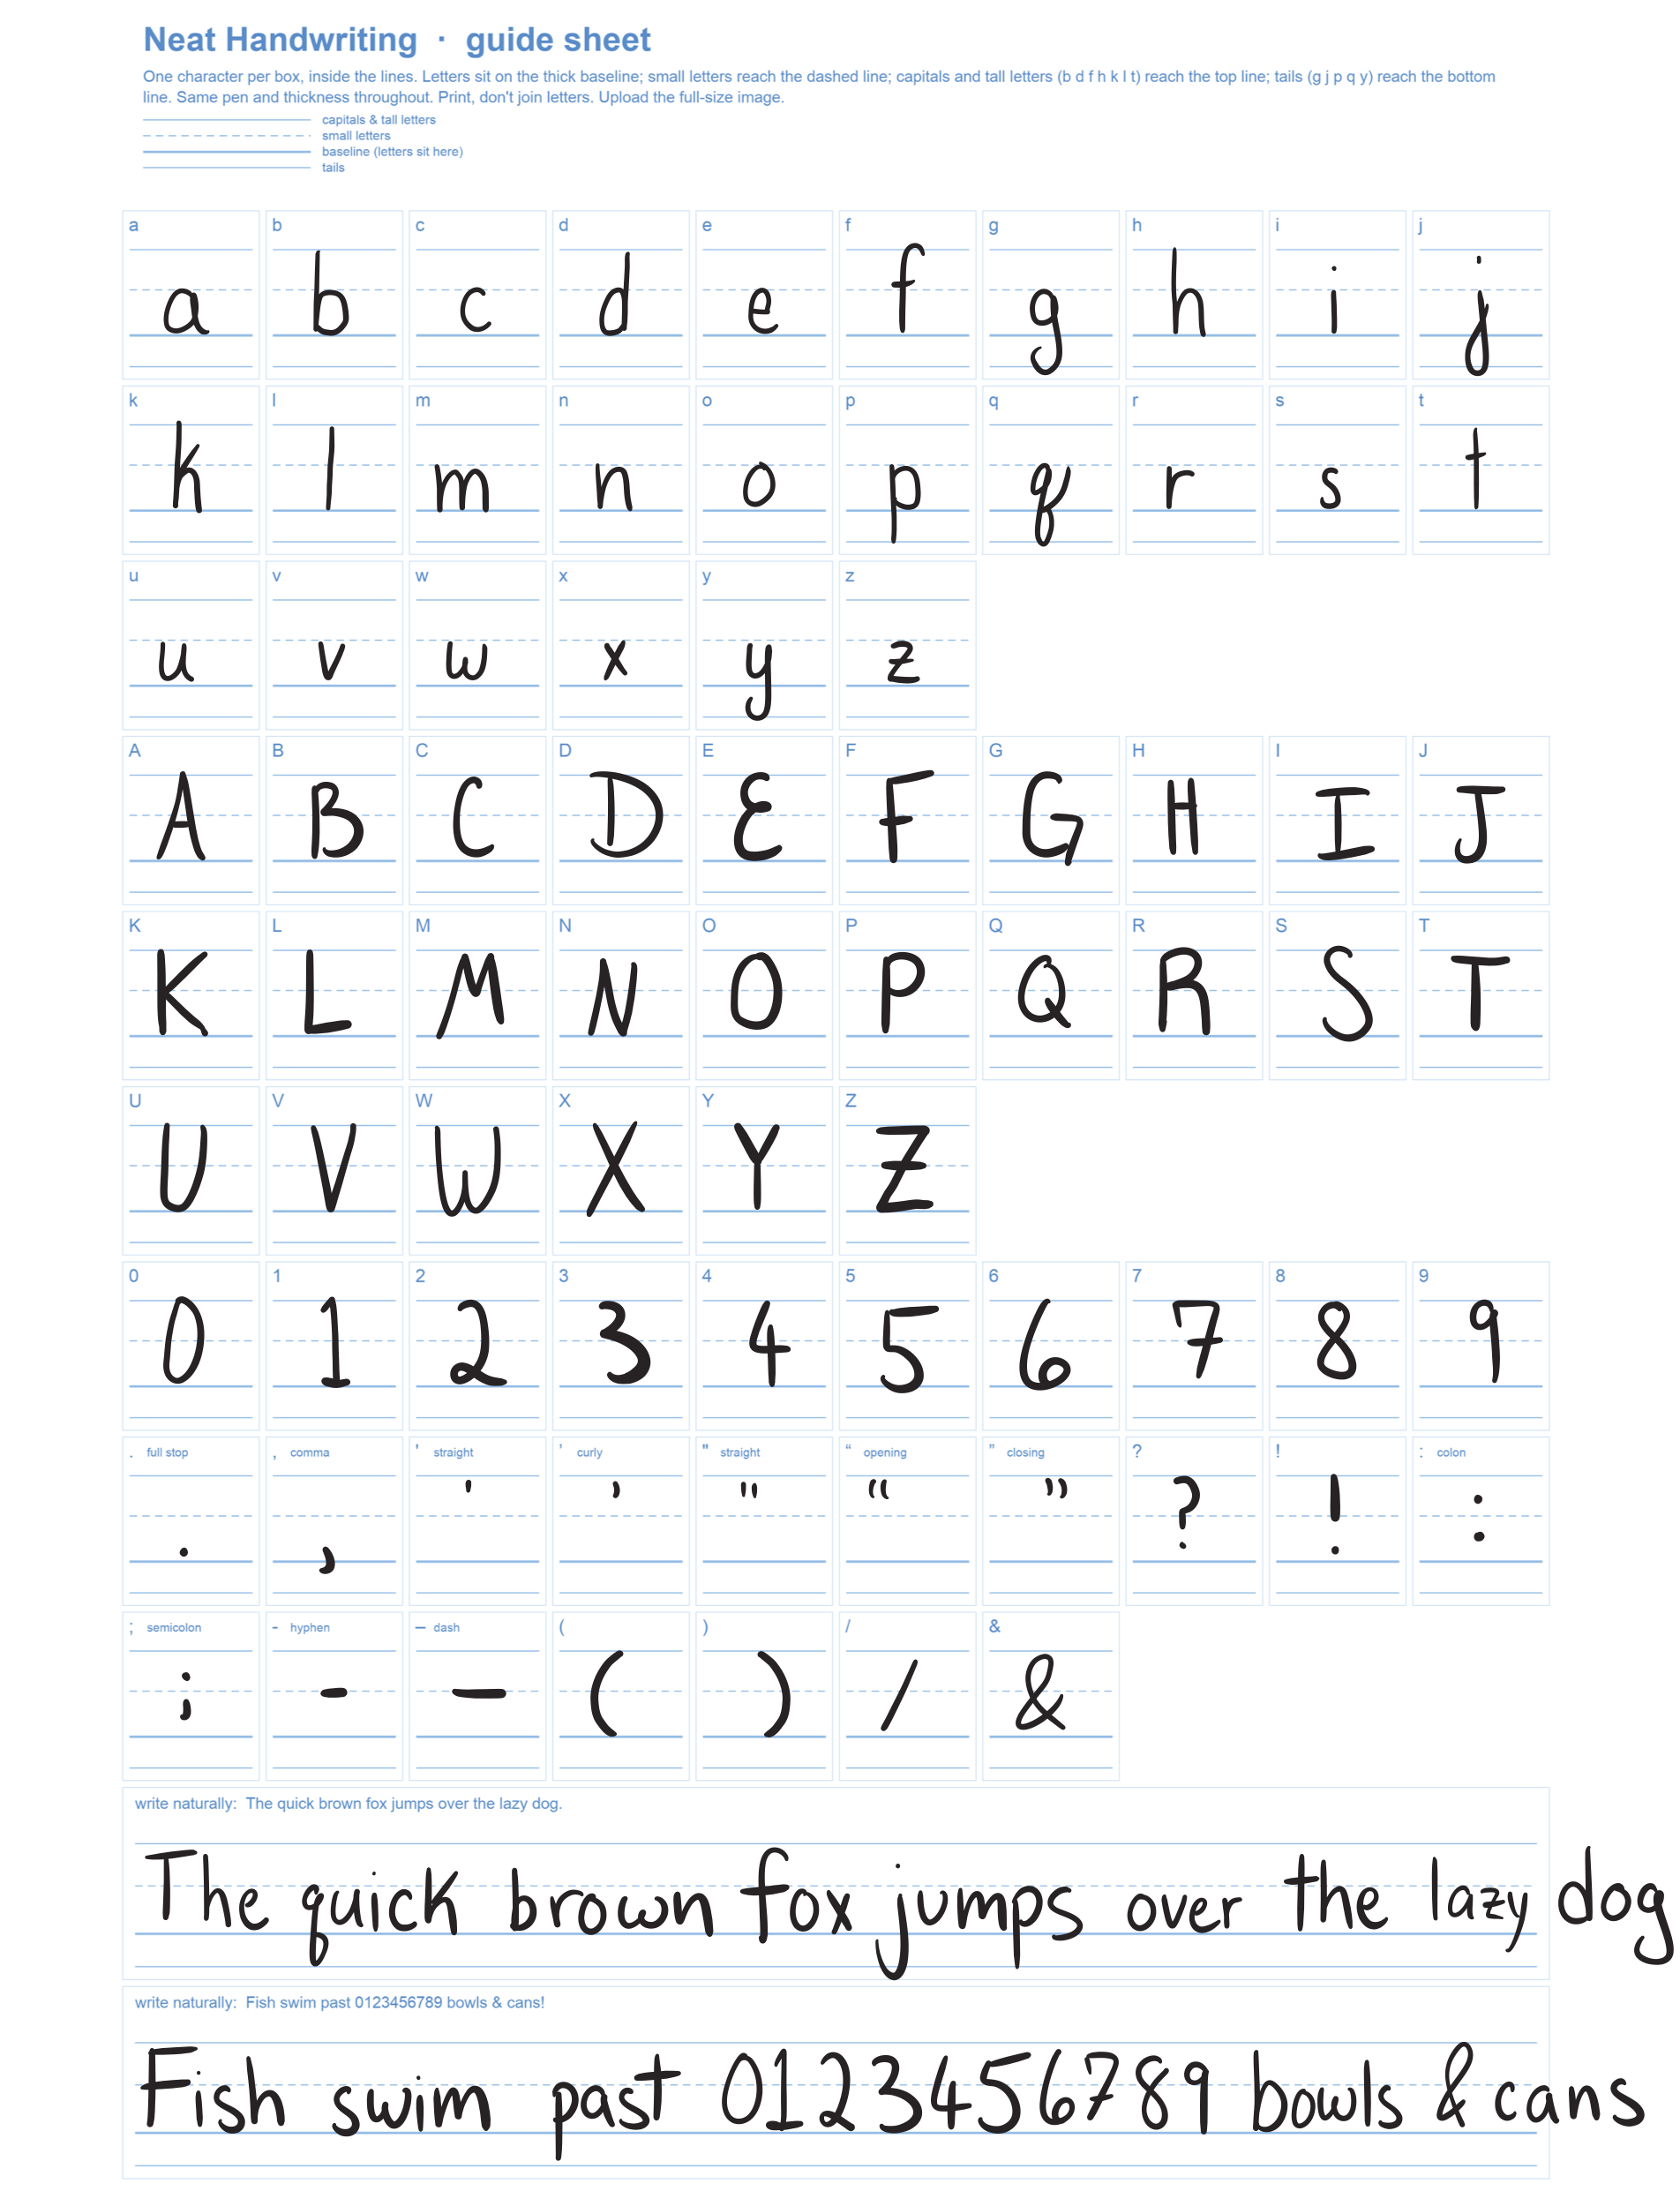 Neat Handwriting · guide sheet
One character per box, inside the lines. Letters sit on the thick baseline; small letters reach the dashed line; capitals and tall letters (b d f h k l t) reach the top line; tails (g j p q y) reach the bottom
line. Same pen and thickness throughout. Print, don't join letters. Upload the full-size image.
capitals & tall letters
small letters
baseline (letters sit here)
tails
a b c d e f g h i j
a b c d e f g h i j
k l m n o p q r s t
k l m n o p q r s t
u v w x y z
u v w x y z
A B C D E F G H I J
A B C D E F G H I J
K L M N O P Q R S T
K L M N O P Q R S T
U V W X Y Z
U V W X Y Z
0 1 2 3 4 5 6 7 8 9
0 1 2 3 4 5 6 7 8 9
. full stop , comma ' straight ’ curly " straight “ opening ” closing ? ! : colon
. , ' ’ " “ ” ? ! :
; semicolon - hyphen – dash ( ) / &
; - – ( ) / &
write naturally: The quick brown fox jumps over the lazy dog.
The quick brown fox jumps over the lazy dog
write naturally: Fish swim past 0123456789 bowls & cans!
Fish swim past 0123456789 bowls & cans